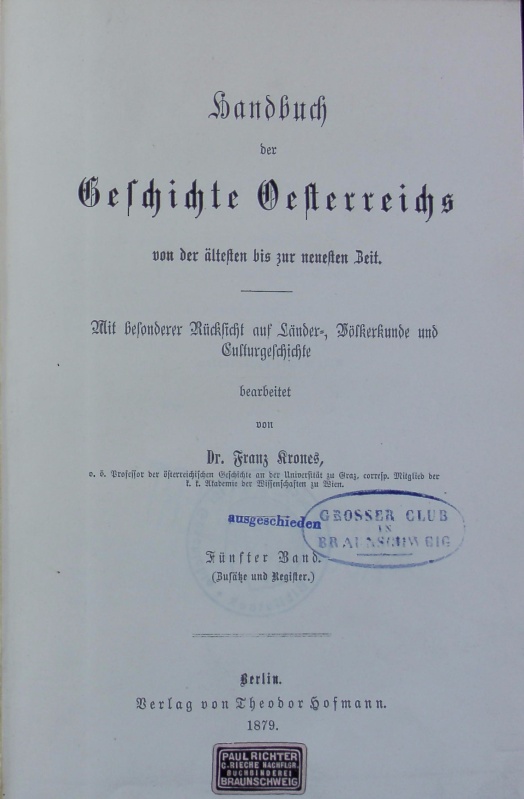 Handbuch
der
Geschichte Oesterreichs
von der ältesten bis zur neuesten Zeit.
Mit besonderer Rücksicht auf Länder-, Völkerkunde und
Culturgeschichte
bearbeitet
von
Dr. Franz Krones,
o. ö. Professor der österreichischen Geschichte an der Universität zu Graz, corresp. Mitglied der
k. k. Akademie der Wissenschaften zu Wien.
ausgeschieden
GROSSER CLUB
IN
BRAUNSCHWEIG
Fünfter Band.
(Zusätze und Register.)
Berlin.
Verlag von Theodor Hofmann.
1879.
PAUL RICHTER
C. RIECHE NACHFLGR.
BUCHBINDEREI
BRAUNSCHWEIG